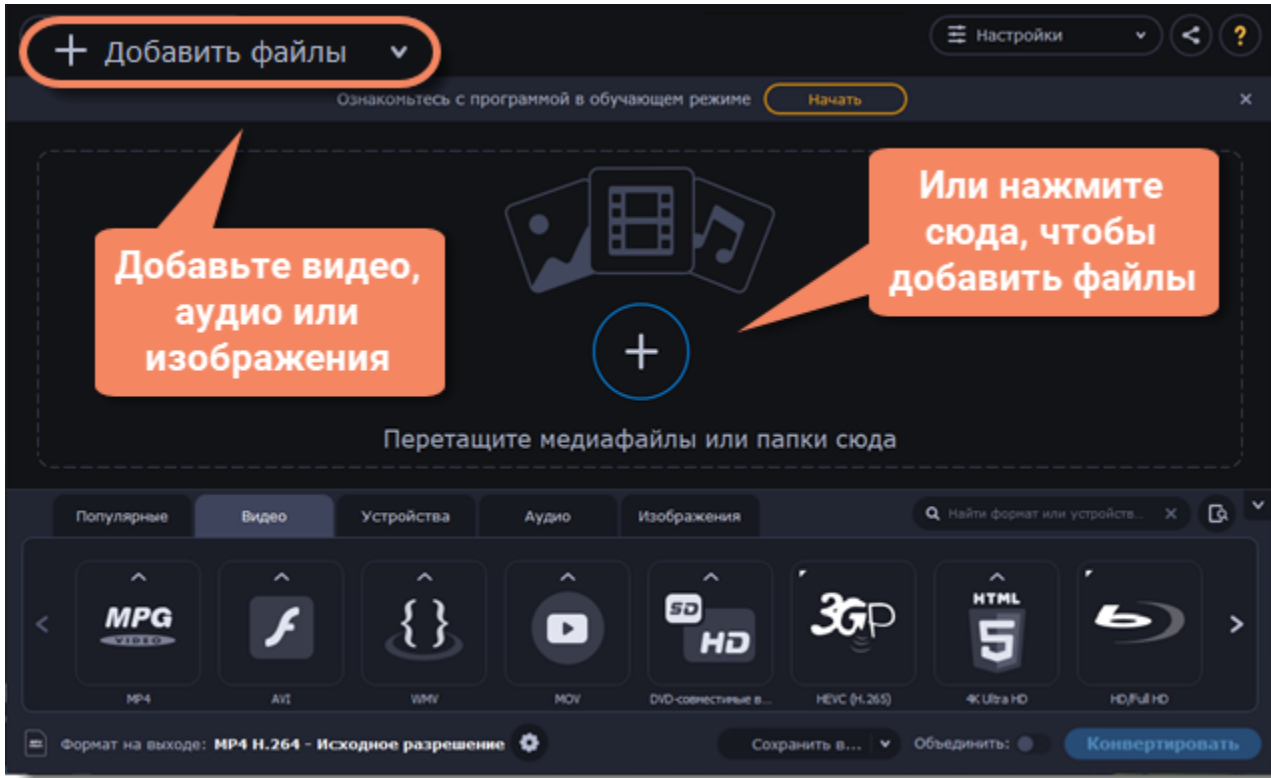 + Добавить файлы
Настройки
?
Ознакомьтесь с программой в обучающем режиме
Начать
Добавьте видео,
аудио или
изображения
Или нажмите
сюда, чтобы
добавить файлы
Перетащите медиафайлы или папки сюда
Популярные
Видео
Устройства
Аудио
Изображения
Найти формат или устройств...
MPG
VIDEO
{ }
SD
HD
3GP
HTML
5
MP4
AVI
WMV
MOV
DVD-совместимые в...
HEVC (H.265)
4K Ultra HD
HD/Full HD
Формат на выходе: MP4 H.264 - Исходное разрешение
Сохранить в...
Объединить:
Конвертировать